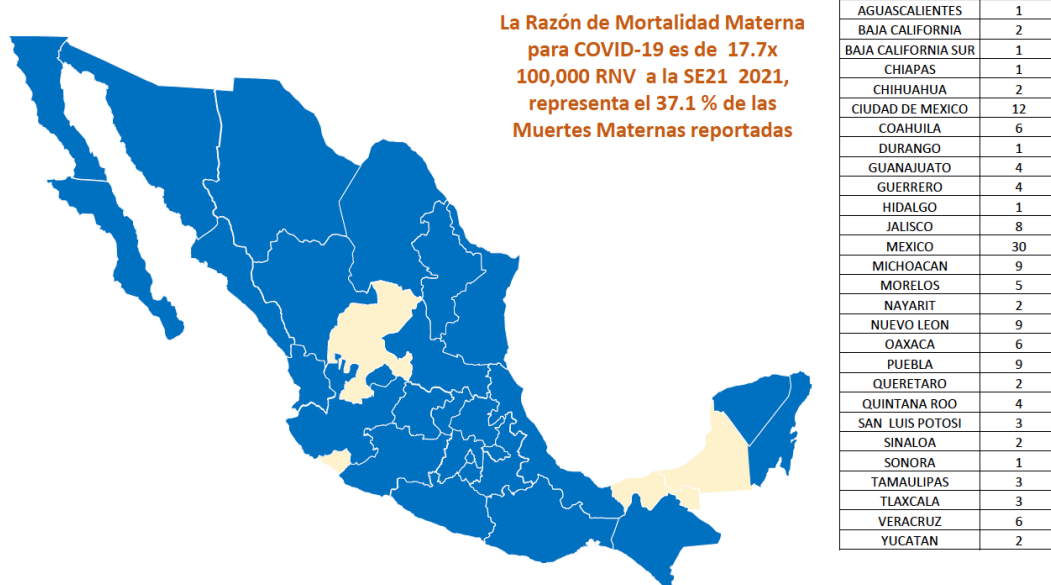 La Razón de Mortalidad Materna
para COVID-19 es de 17.7x
100,000 RNV a la SE21 2021,
representa el 37.1 % de las
Muertes Maternas reportadas
AGUASCALIENTES 1
BAJA CALIFORNIA 2
BAJA CALIFORNIA SUR 1
CHIAPAS 1
CHIHUAHUA 2
CIUDAD DE MEXICO 12
COAHUILA 6
DURANGO 1
GUANAJUATO 4
GUERRERO 4
HIDALGO 1
JALISCO 8
MEXICO 30
MICHOACAN 9
MORELOS 5
NAYARIT 2
NUEVO LEON 9
OAXACA 6
PUEBLA 9
QUERETARO 2
QUINTANA ROO 4
SAN LUIS POTOSI 3
SINALOA 2
SONORA 1
TAMAULIPAS 3
TLAXCALA 3
VERACRUZ 6
YUCATAN 2